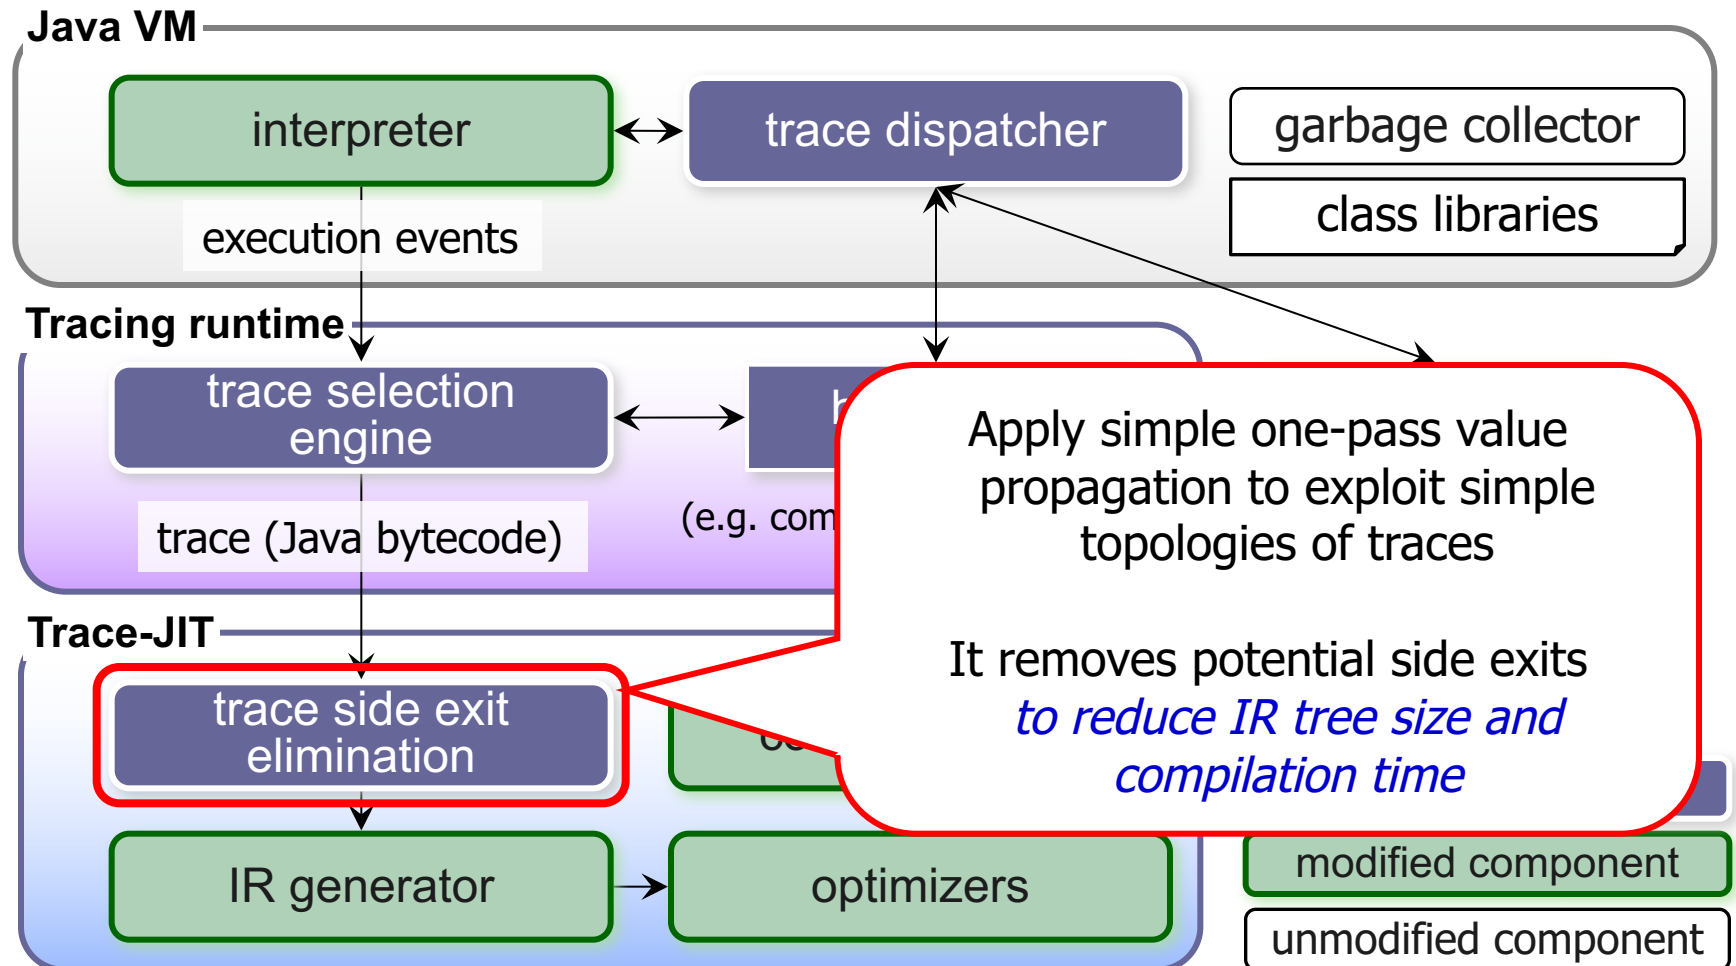 Java VM
interpreter
trace dispatcher
garbage collector
class libraries
execution events
Tracing runtime
trace selection
engine
trace (Java bytecode)
(e.g.
Apply simple one-pass value
propagation to exploit simple
topologies of traces
It removes potential side exits
to reduce IR tree size and
compilation time
Trace-JIT
trace side exit
elimination
IR generator
optimizers
modified component
unmodified component